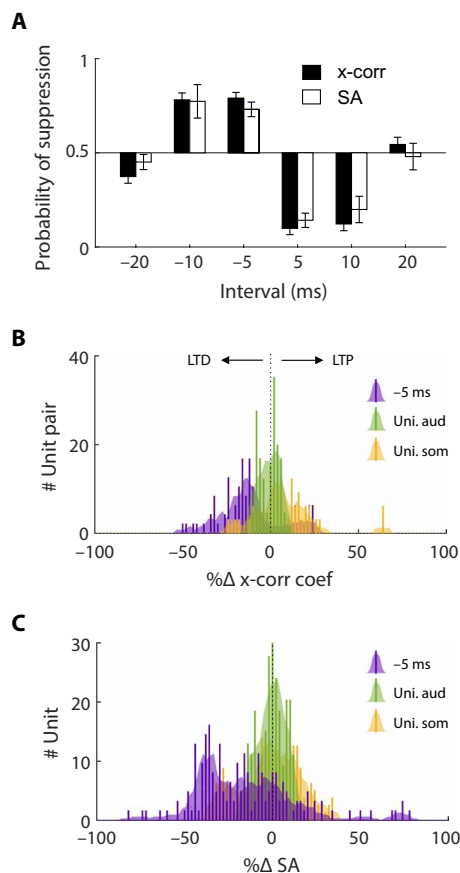 A
1
x-corr
SA
0.5
0
Probability of suppression
−20
−10
−5
5
10
20
Interval (ms)
B
40
LTD
LTP
−5 ms
Uni. aud
Uni. som
20
0
# Unit pair
−100
−50
0
50
100
%Δ x-corr coef
C
30
−5 ms
Uni. aud
Uni. som
20
10
0
# Unit
−100
−50
0
50
100
%Δ SA